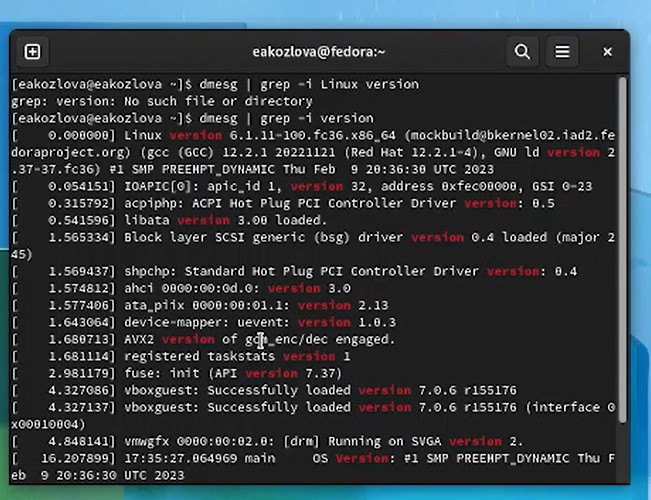 eakozlova@fedora:~
[eakozlova@eakozlova ~]$ dmesg | grep -i Linux version
grep: version: No such file or directory
[eakozlova@eakozlova ~]$ dmesg | grep -i version
[    0.000000] Linux version 6.1.11-100.fc36.x86_64 (mockbuild@bkernel02.iad2.fe
doraproject.org) (gcc (GCC) 12.2.1 20221121 (Red Hat 12.2.1-4), GNU ld version 2
.37-37.fc36) #1 SMP PREEMPT_DYNAMIC Thu Feb  9 20:36:30 UTC 2023
[    0.054151] IOAPIC[0]: apic_id 1, version 32, address 0xfec00000, GSI 0-23
[    0.315792] acpiphp: ACPI Hot Plug PCI Controller Driver version: 0.5
[    0.541596] libata version 3.00 loaded.
[    1.565334] Block layer SCSI generic (bsg) driver version 0.4 loaded (major 2
45)
[    1.569437] shpchp: Standard Hot Plug PCI Controller Driver version: 0.4
[    1.574812] ahci 0000:00:0d.0: version 3.0
[    1.577406] ata_piix 0000:00:01.1: version 2.13
[    1.643064] device-mapper: uevent: version 1.0.3
[    1.680713] AVX2 version of gcm_enc/dec engaged.
[    1.681114] registered taskstats version 1
[    2.981179] fuse: init (API version 7.37)
[    4.327086] vboxguest: Successfully loaded version 7.0.6 r155176
[    4.327137] vboxguest: Successfully loaded version 7.0.6 r155176 (interface 0
x00010004)
[    4.848141] vmwgfx 0000:00:02.0: [drm] Running on SVGA version 2.
[   16.207899] 17:35:27.064969 main     OS Version: #1 SMP PREEMPT_DYNAMIC Thu F
eb  9 20:36:30 UTC 2023